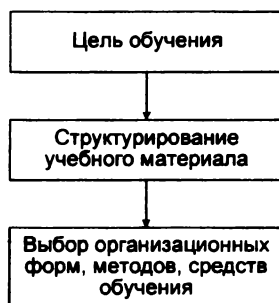 Цель обучения
Структурирование
учебного материала
Выбор организационных
форм, методов, средств
обучения